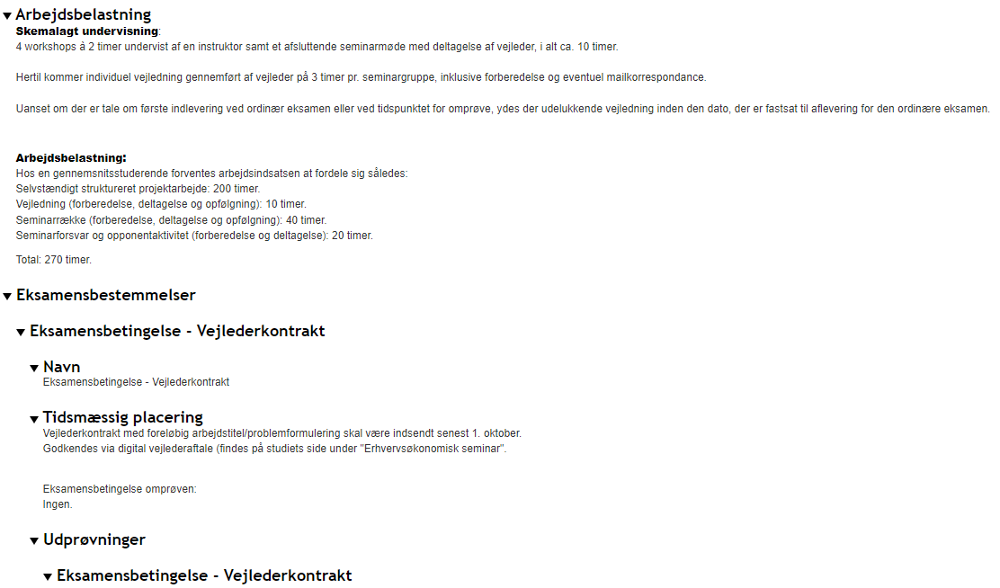 Arbejdsbelastning
Skemalagt undervisning:
4 workshops à 2 timer undervist af en instruktor samt et afsluttende seminarmøde med deltagelse af vejleder, i alt ca. 10 timer.
Hertil kommer individuel vejledning gennemført af vejleder på 3 timer pr. seminargruppe, inklusive forberedelse og eventuel mailkorrespondance.
Uanset om der er tale om første indlevering ved ordinær eksamen eller ved tidspunktet for omprøve, ydes der udelukkende vejledning inden den dato, der er fastsat til aflevering for den ordinære eksamen.
Arbejdsbelastning:
Hos en gennemsnitsstuderende forventes arbejdsindsatsen at fordele sig således:
Selvstændigt struktureret projektarbejde: 200 timer.
Vejledning (forberedelse, deltagelse og opfølgning): 10 timer.
Seminarrække (forberedelse, deltagelse og opfølgning): 40 timer.
Seminarforsvar og opponentaktivitet (forberedelse og deltagelse): 20 timer.
Total: 270 timer.
Eksamensbestemmelser
Eksamensbetingelse - Vejlederkontrakt
Navn
Eksamensbetingelse - Vejlederkontrakt
Tidsmæssig placering
Vejlederkontrakt med foreløbig arbejdstitel/problemformulering skal være indsendt senest 1. oktober.
Godkendes via digital vejlederaftale (findes på studiets side under "Erhvervsøkonomisk seminar".
Eksamensbetingelse omprøven:
Ingen.
Udprøvninger
Eksamensbetingelse - Vejlederkontrakt